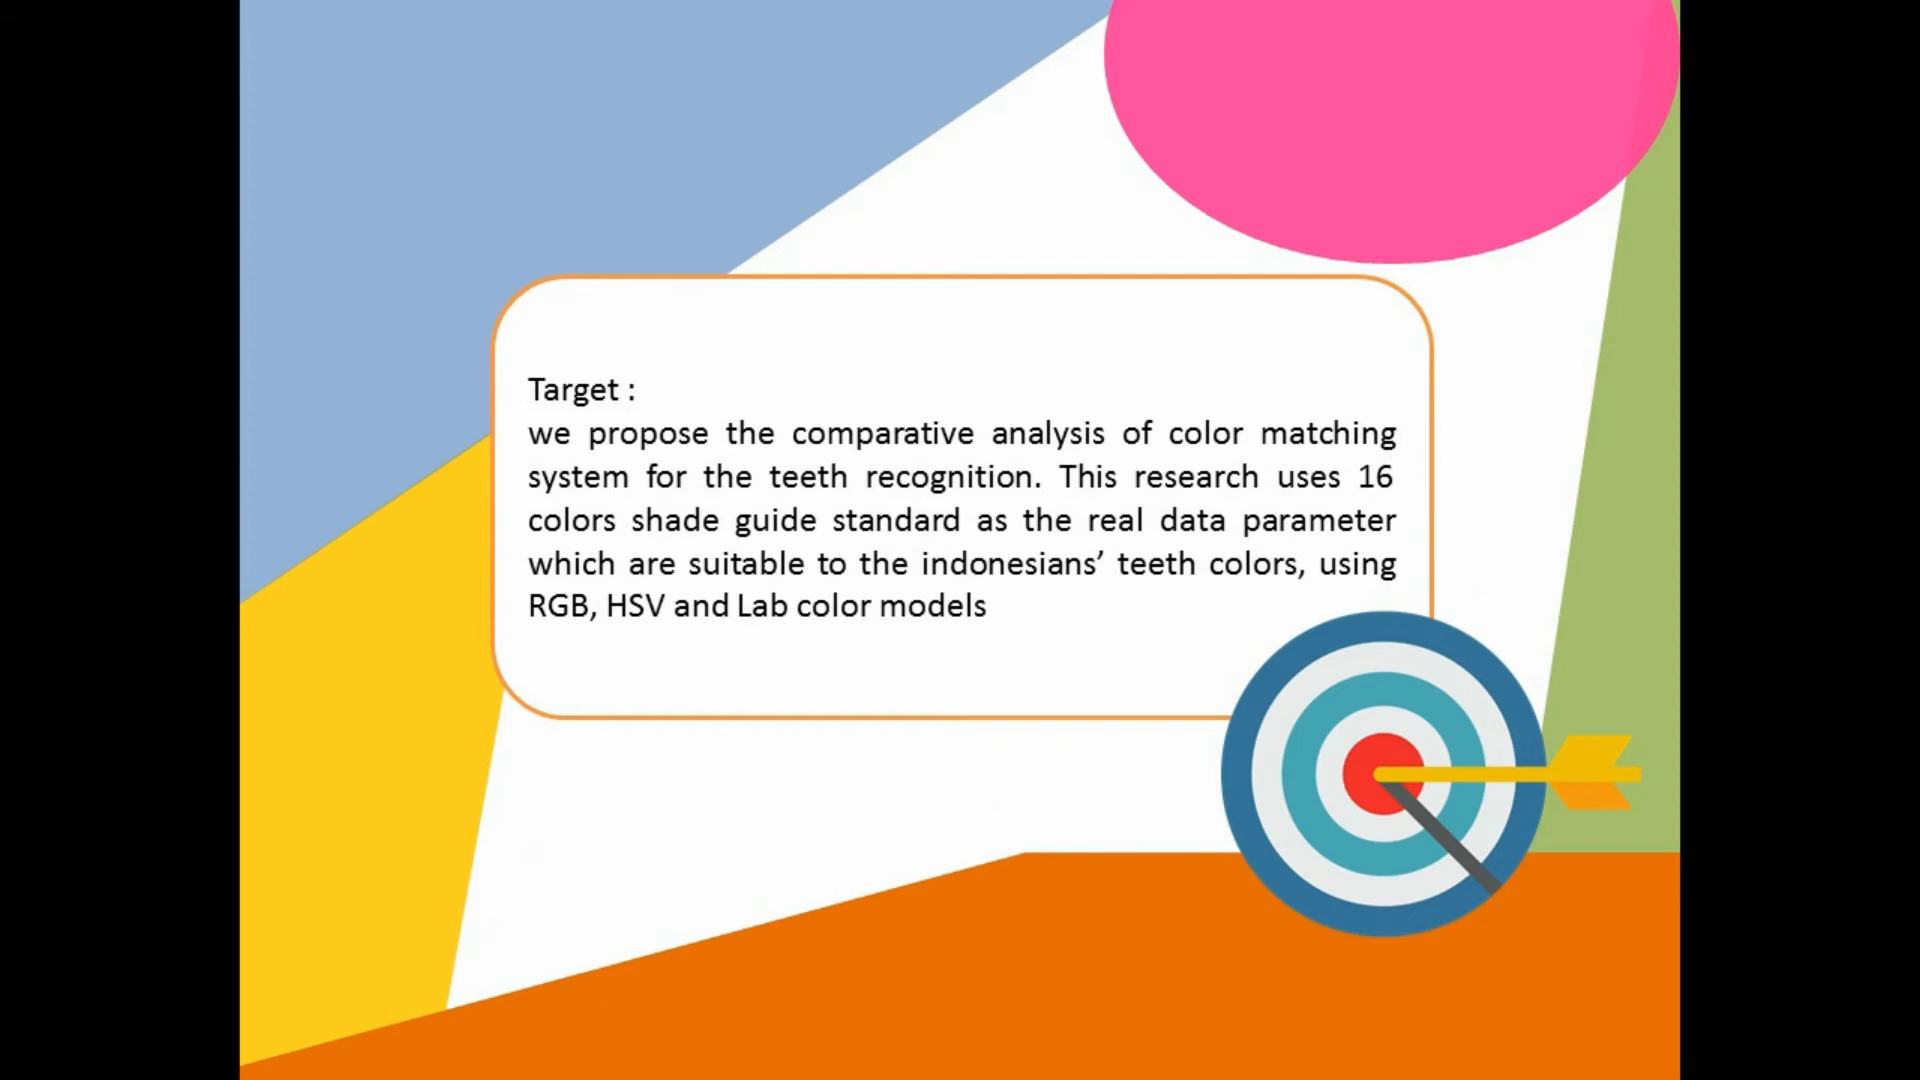 Target :
we propose the comparative analysis of color matching
system for the teeth recognition. This research uses 16
colors shade guide standard as the real data parameter
which are suitable to the indonesians’ teeth colors, using
RGB, HSV and Lab color models